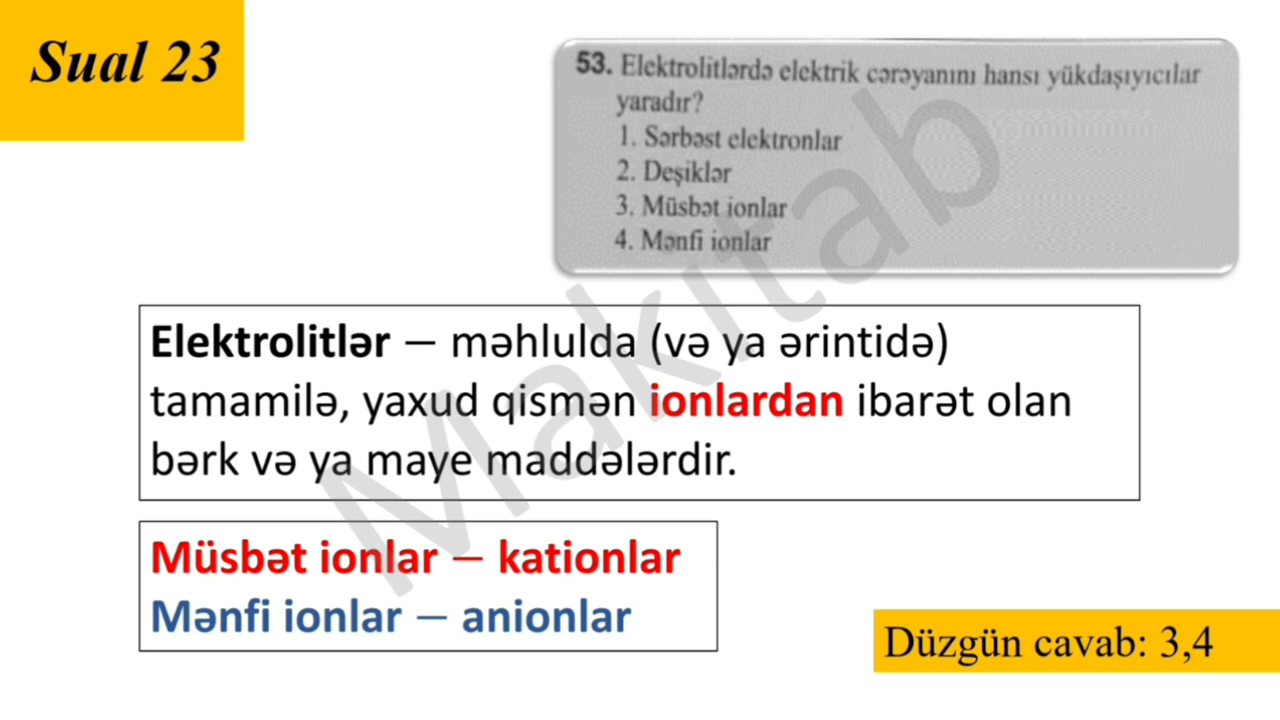 Sual 23
53. Elektrolitlərdə elektrik cərəyanını hansı yükdaşıyıcılar
yaradır?
1. Sərbəst elektronlar
2. Deşiklər
3. Müsbət ionlar
4. Mənfi ionlar
Makitab
Elektrolitlər – məhlulda (və ya ərintidə)
tamamilə, yaxud qismən ionlardan ibarət olan
bərk və ya maye maddələrdir.
Müsbət ionlar – kationlar
Mənfi ionlar – anionlar
Düzgün cavab: 3,4